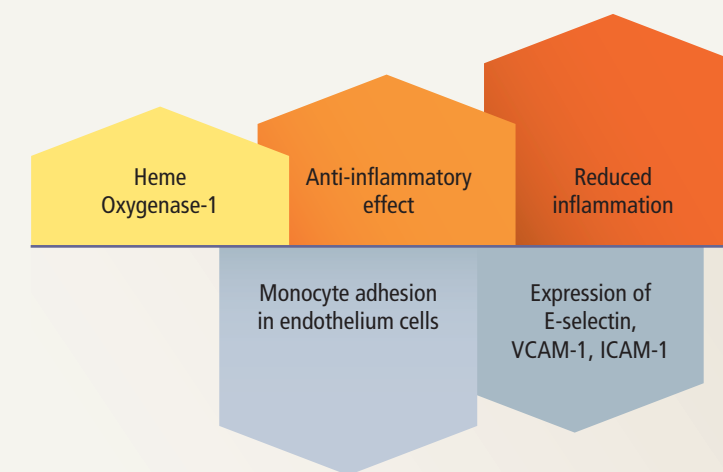 Heme
Oxygenase-1
Anti-inflammatory
effect
Reduced
inflammation
Monocyte adhesion
in endothelium cells
Expression of
E-selectin,
VCAM-1, ICAM-1